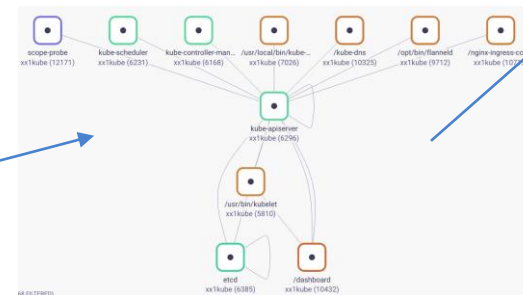 scope-probe
xx1kube (12171)
kube-scheduler
xx1kube (6231)
kube-controller-man...
xx1kube (6168)
/usr/local/bin/kube-...
xx1kube (7026)
/kube-dns
xx1kube (10325)
/opt/bin/flanneld
xx1kube (9712)
/nginx-ingress-co
xx1kube (107
kube-apiserver
xx1kube (6296)
/usr/bin/kubelet
xx1kube (5810)
etcd
xx1kube (6385)
/dashboard
xx1kube (10432)